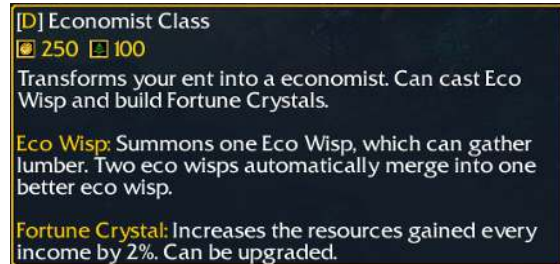 [D] Economist Class
250 100
Transforms your ent into a economist. Can cast Eco
Wisp and build Fortune Crystals.
Eco Wisp: Summons one Eco Wisp, which can gather
lumber. Two eco wisps automatically merge into one
better eco wisp.
Fortune Crystal: Increases the resources gained every
income by 2%. Can be upgraded.